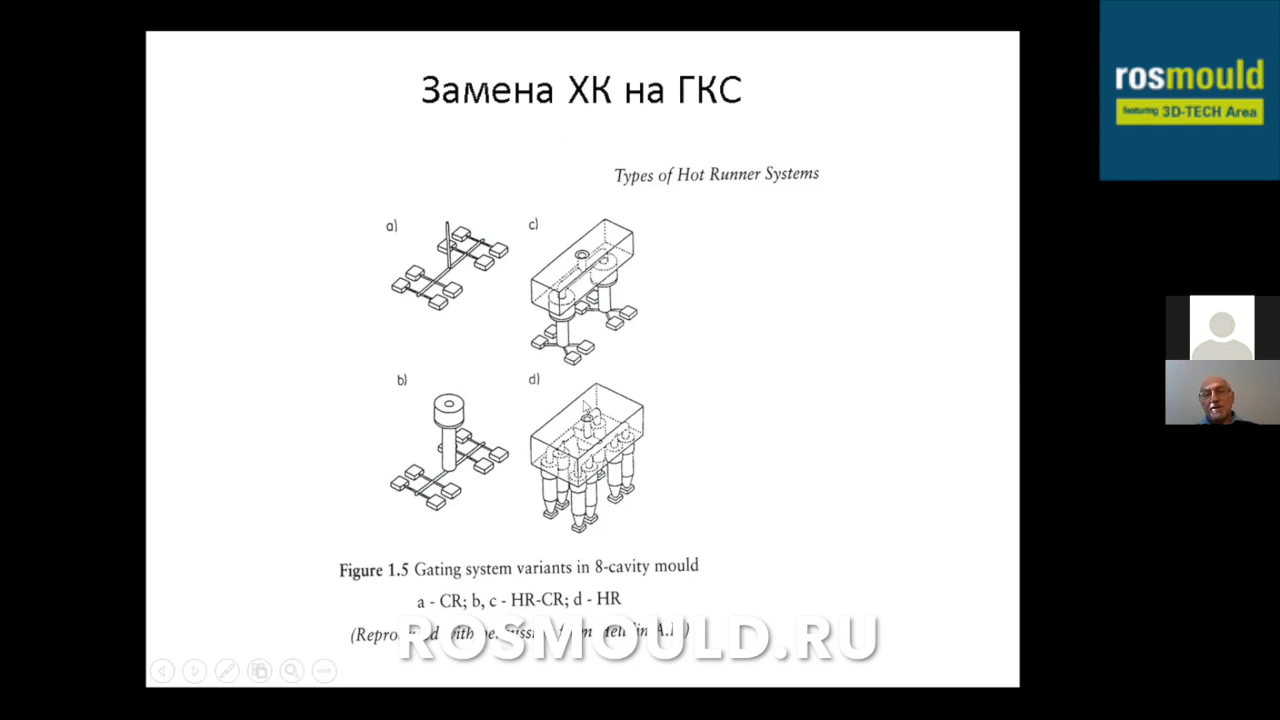 Замена ХК на ГКС
Types of Hot Runner Systems
a)
c)
b)
d)
Figure 1.5 Gating system variants in 8-cavity mould
a - CR; b, c - HR-CR; d - HR
ROSMOULD.RU
rosmould
featuring 3D-TECH Area